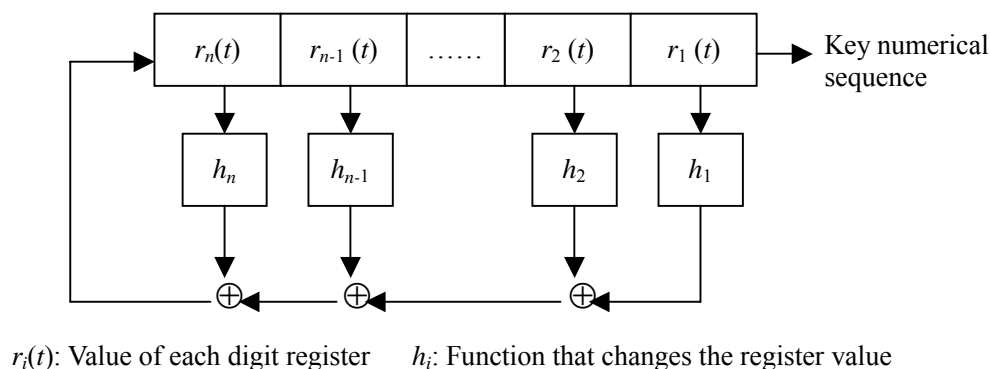 rₙ(t) rₙ₋₁ (t) …… r₂ (t) r₁ (t)
Key numerical
sequence
hₙ hₙ₋₁ h₂ h₁
⊕ ⊕ ⊕
rᵢ(t): Value of each digit register hᵢ: Function that changes the register value